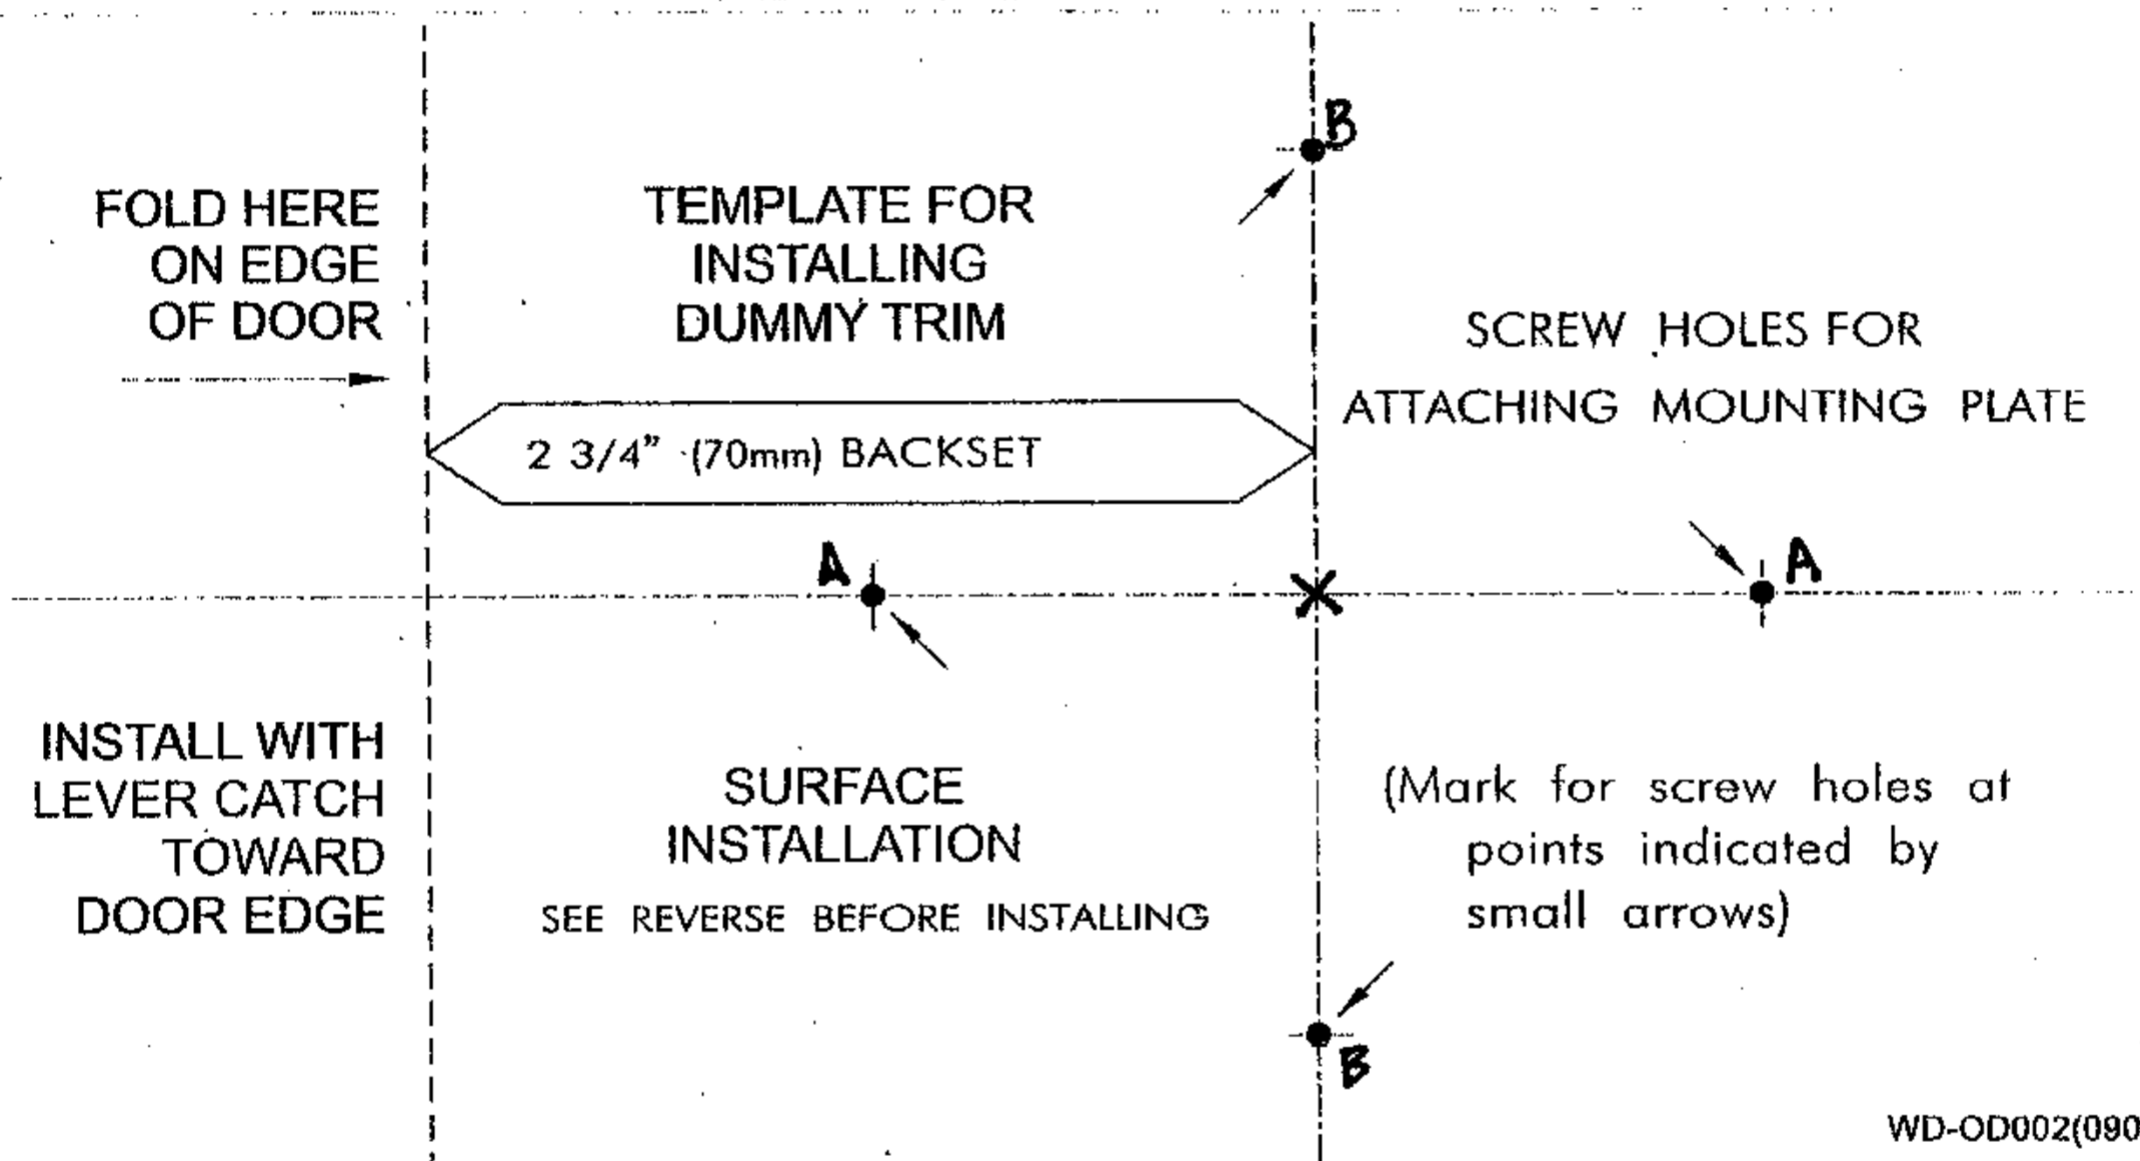 FOLD HERE
ON EDGE
OF DOOR
TEMPLATE FOR
INSTALLING
DUMMY TRIM
B
SCREW HOLES FOR
ATTACHING MOUNTING PLATE
2 3/4" (70mm) BACKSET
A
A
INSTALL WITH
LEVER CATCH
TOWARD
DOOR EDGE
SURFACE
INSTALLATION
SEE REVERSE BEFORE INSTALLING
(Mark for screw holes at
points indicated by
small arrows)
B
WD-OD002(090